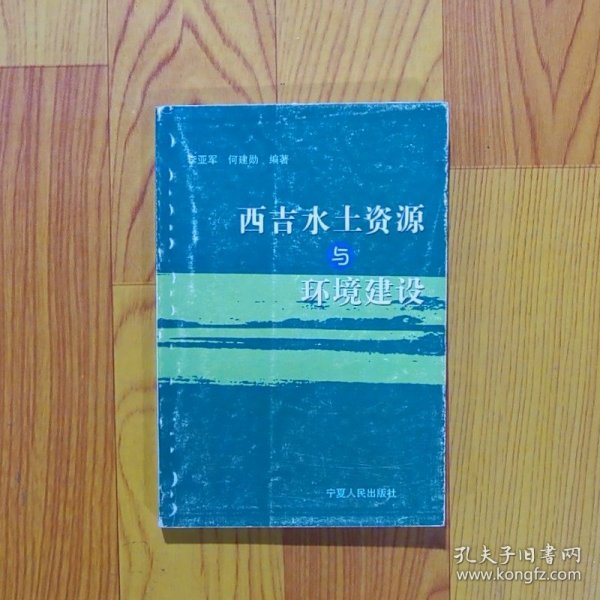 李亚军 何建勋 编著
西吉水土资源
与
环境建设
宁夏人民出版社
孔夫子旧书网
www.kongfz.com